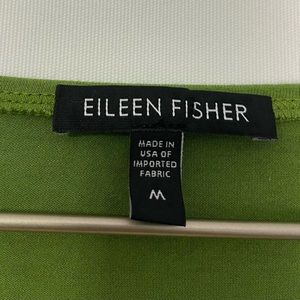 EILEEN FISHER
MADE IN
USA OF
IMPORTED
FABRIC
M